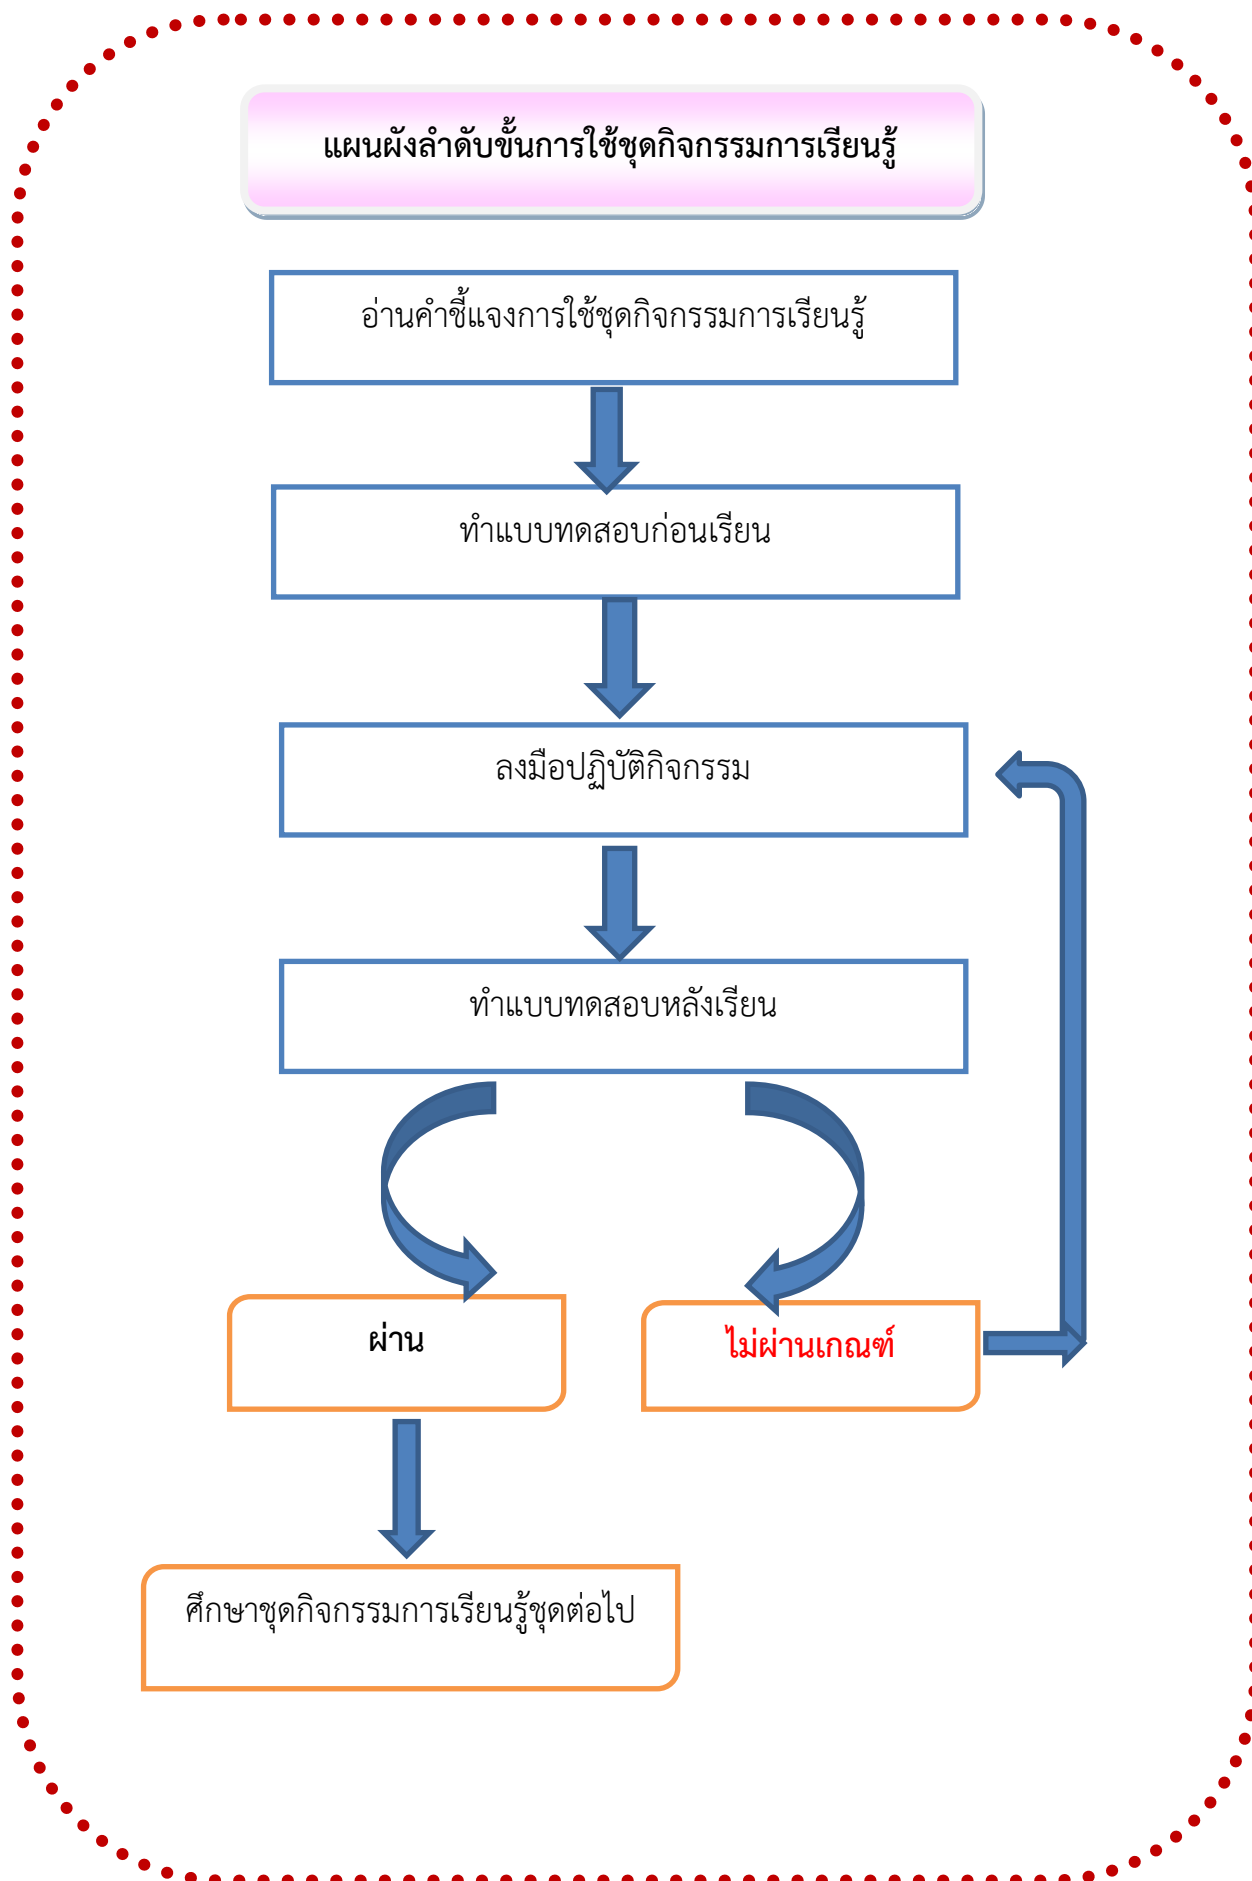 แผนผังลำดับขั้นการใช้ชุดกิจกรรมการเรียนรู้
อ่านคำชี้แจงการใช้ชุดกิจกรรมการเรียนรู้
ทำแบบทดสอบก่อนเรียน
ลงมือปฏิบัติกิจกรรม
ทำแบบทดสอบหลังเรียน
ผ่าน
ไม่ผ่านเกณฑ์
ศึกษาชุดกิจกรรมการเรียนรู้ชุดต่อไป